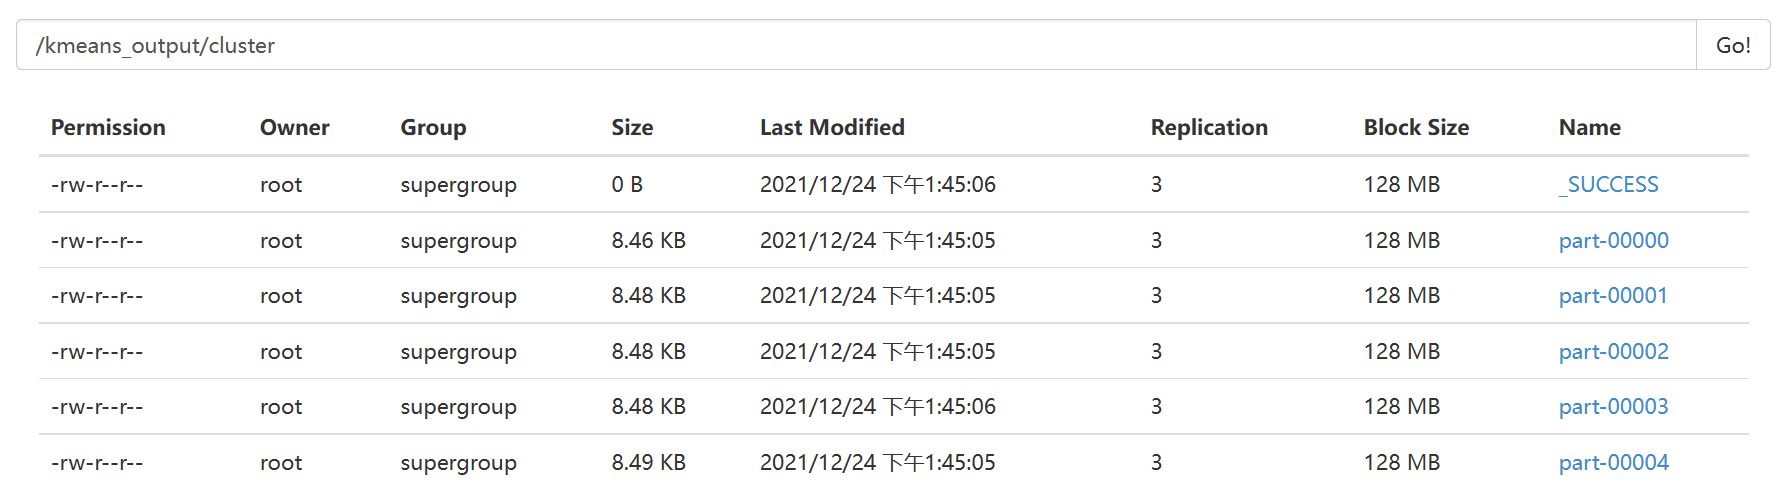 /kmeans_output/cluster Go!
Permission Owner Group Size Last Modified Replication Block Size Name
-rw-r--r-- root supergroup 0 B 2021/12/24 下午1:45:06 3 128 MB _SUCCESS
-rw-r--r-- root supergroup 8.46 KB 2021/12/24 下午1:45:05 3 128 MB part-00000
-rw-r--r-- root supergroup 8.48 KB 2021/12/24 下午1:45:05 3 128 MB part-00001
-rw-r--r-- root supergroup 8.48 KB 2021/12/24 下午1:45:05 3 128 MB part-00002
-rw-r--r-- root supergroup 8.48 KB 2021/12/24 下午1:45:06 3 128 MB part-00003
-rw-r--r-- root supergroup 8.49 KB 2021/12/24 下午1:45:05 3 128 MB part-00004